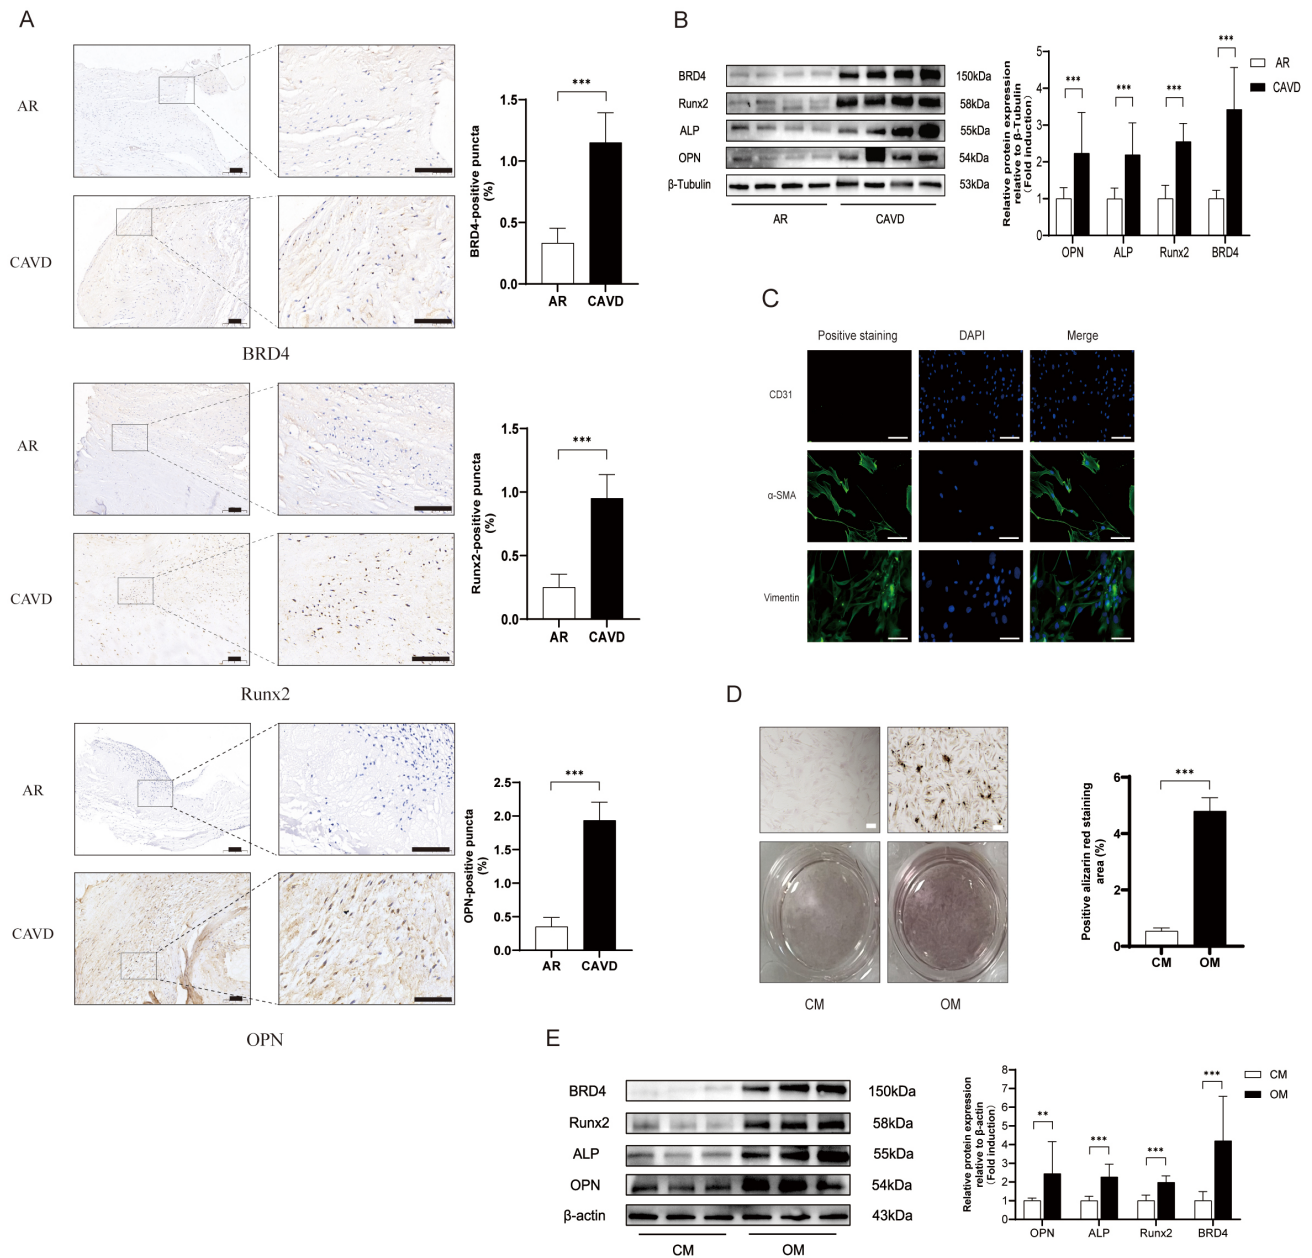 A
AR
CAVD
BRD4
BRD4-positive puncta
(%)
1.5
1.0
0.5
0.0
***
AR
CAVD
AR
CAVD
Runx2
Runx2-positive puncta
(%)
1.5
1.0
0.5
0.0
***
AR
CAVD
AR
CAVD
OPN
OPN-positive puncta
(%)
2.5
2.0
1.5
1.0
0.5
0.0
***
AR
CAVD
B
BRD4
150kDa
Runx2
58kDa
ALP
55kDa
OPN
54kDa
β-Tubulin
53kDa
AR
CAVD
Relative protein expression
relative to β-Tubulin
(Fold induction)
5
4
3
2
1
0
***
***
***
***
OPN
ALP
Runx2
BRD4
AR
CAVD
C
Positive staining
DAPI
Merge
CD31
α-SMA
Vimentin
D
CM
OM
Positive alizarin red staining
area (%)
6
4
2
0
***
CM
OM
E
BRD4
150kDa
Runx2
58kDa
ALP
55kDa
OPN
54kDa
β-actin
43kDa
CM
OM
Relative protein expression
relative to β-actin
(Fold induction)
8
7
6
5
4
3
2
1
0
**
***
***
***
OPN
ALP
Runx2
BRD4
CM
OM